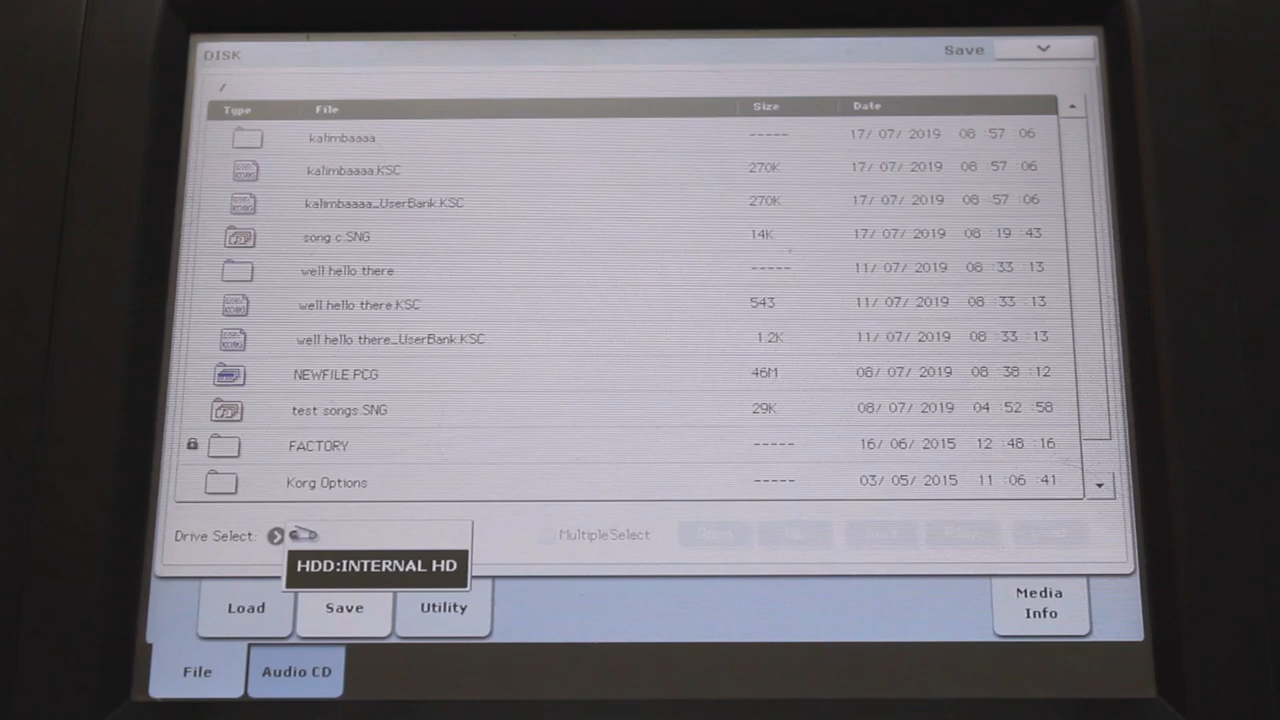 DISK Save
/
Type File Size Date
kalimbaaaa ----- 17/ 07/ 2019 08 :57 :06
kalimbaaaa.KSC 270K 17/ 07/ 2019 08 :57 :06
kalimbaaaa_UserBank.KSC 270K 17/ 07/ 2019 08 :57 :06
song c.SNG 14K 17/ 07/ 2019 08 :19 :43
well hello there ----- 11/ 07/ 2019 08 :33 :13
well hello there.KSC 543 11/ 07/ 2019 08 :33 :13
well hello there_UserBank.KSC 1.2K 11/ 07/ 2019 08 :33 :13
NEWFILE.PCG 46M 08/ 07/ 2019 08 :38 :12
test songs.SNG 29K 08/ 07/ 2019 04 :52 :58
FACTORY ----- 16/ 06/ 2015 12 :48 :16
Korg Options ----- 03/ 05/ 2015 11 :06 :41
Drive Select: MultipleSelect
HDD:INTERNAL HD
Load Save Utility Media Info
File Audio CD